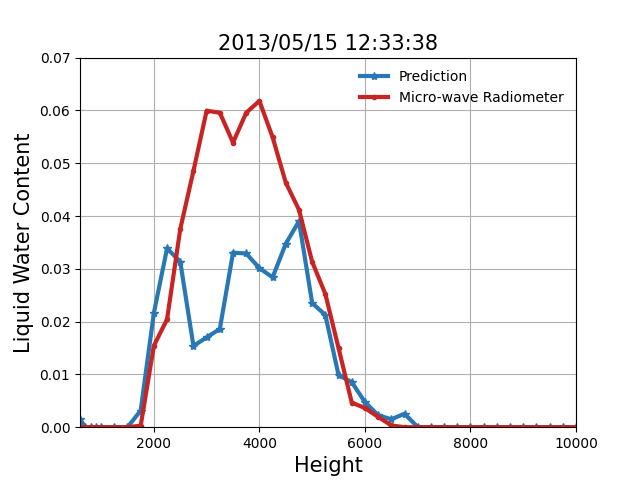 2013/05/15 12:33:38
0.07
0.06
0.05
0.04
0.03
0.02
0.01
0.00
Liquid Water Content
Prediction
Micro-wave Radiometer
2000 4000 6000 8000 10000
Height